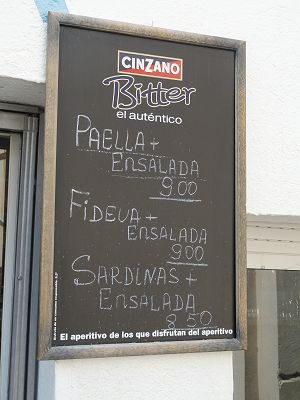 CINZANO
Bitter
el auténtico
PAELLA +
ENSALADA
9.00
FIDEUA +
ENSALADA
9.00
SARDINAS +
ENSALADA
8.50
El aperitivo de los que disfrutan del aperitivo